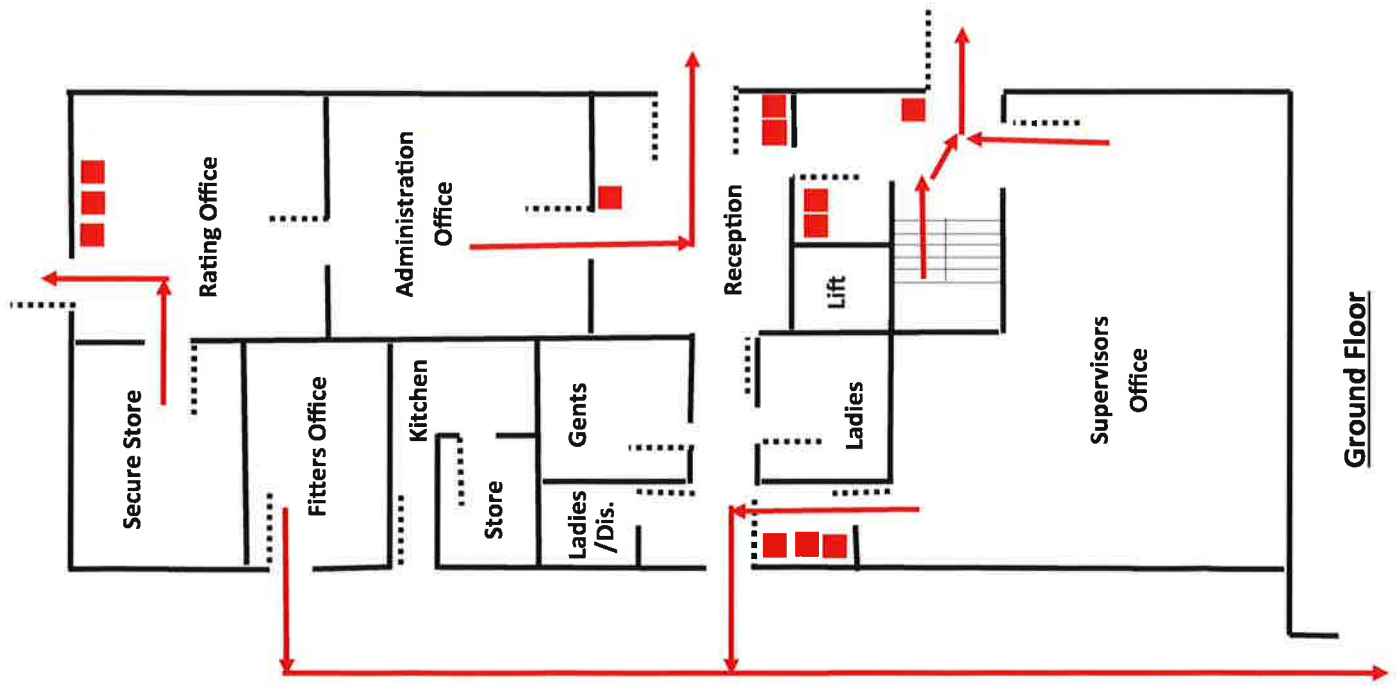 Secure Store
Rating Office
Fitters Office
Administration
Office
Kitchen
Store
Gents
Ladies
/Dis.
Reception
Lift
Ladies
Supervisors
Office
Ground Floor